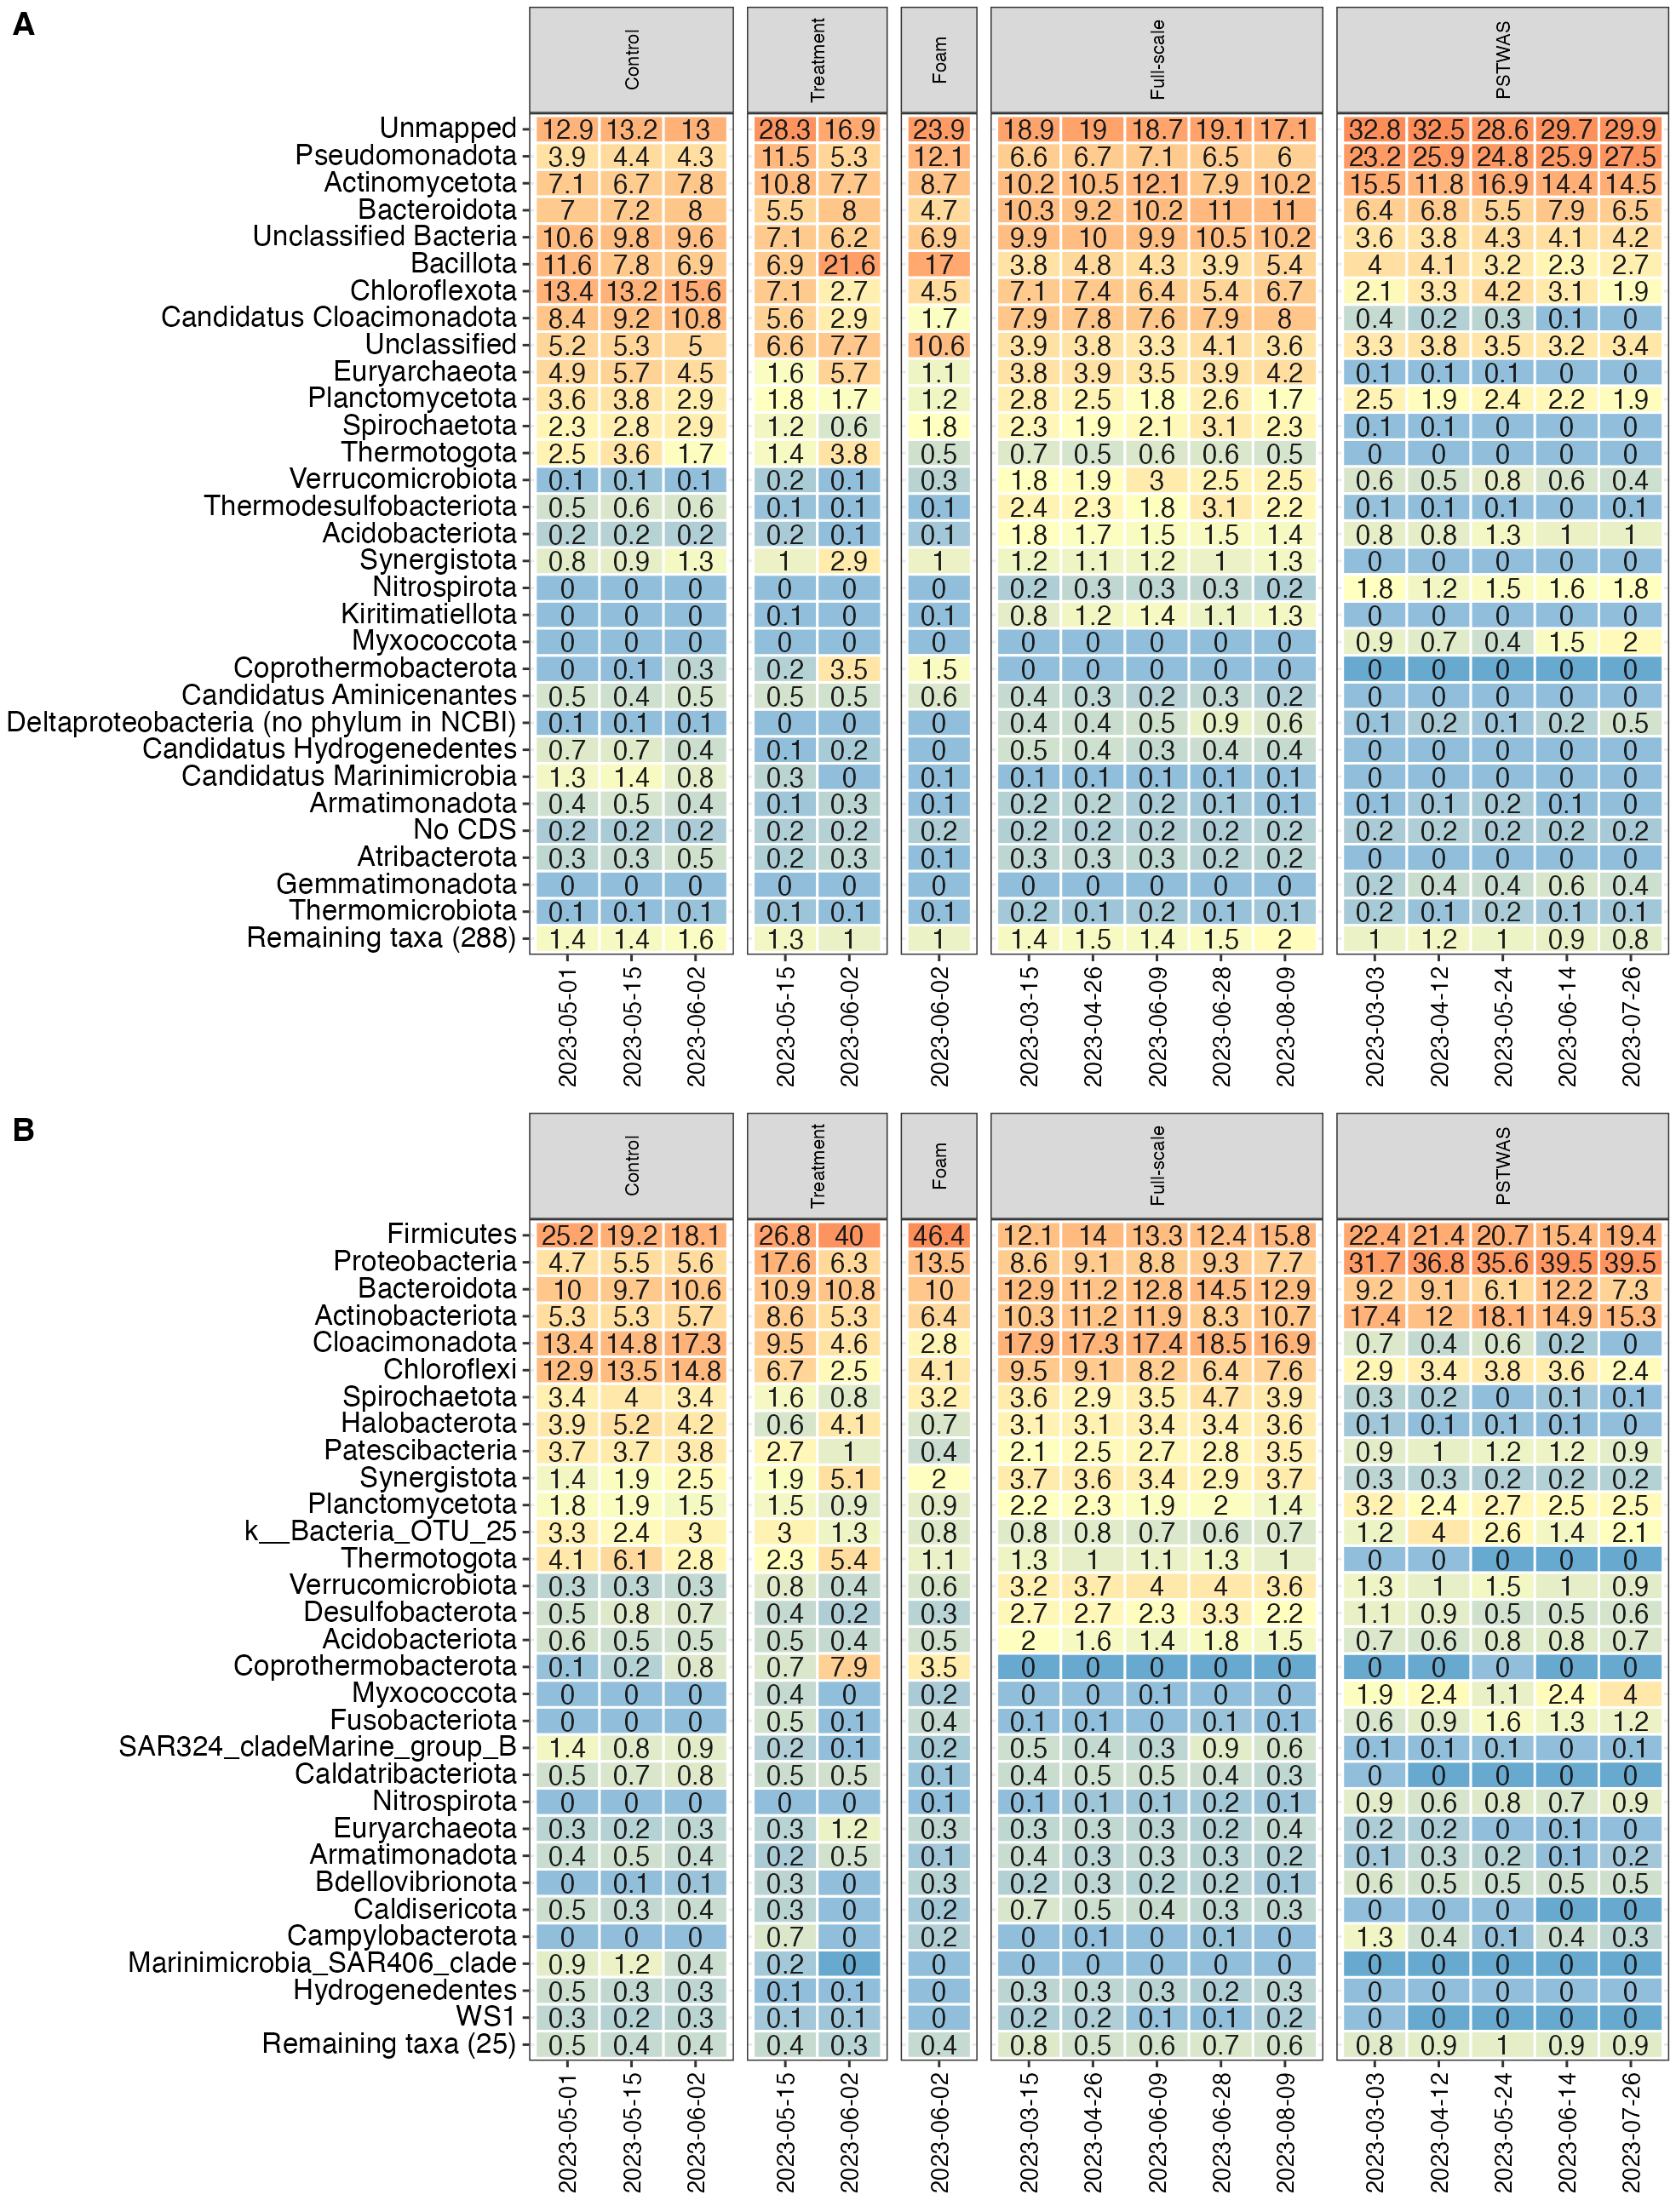 A
Control Treatment Foam Full-scale PSTWAS
Unmapped 12.9 13.2 13 28.3 16.9 23.9 18.9 19 18.7 19.1 17.1 32.8 32.5 28.6 29.7 29.9
Pseudomonadota 3.9 4.4 4.3 11.5 5.3 12.1 6.6 6.7 7.1 6.5 6 23.2 25.9 24.8 25.9 27.5
Actinomycetota 7.1 6.7 7.8 10.8 7.7 8.7 10.2 10.5 12.1 7.9 10.2 15.5 11.8 16.9 14.4 14.5
Bacteroidota 7 7.2 8 5.5 8 4.7 10.3 9.2 10.2 11 11 6.4 6.8 5.5 7.9 6.5
Unclassified Bacteria 10.6 9.8 9.6 7.1 6.2 6.9 9.9 10 9.9 10.5 10.2 3.6 3.8 4.3 4.1 4.2
Bacillota 11.6 7.8 6.9 6.9 21.6 17 3.8 4.8 4.3 3.9 5.4 4 4.1 3.2 2.3 2.7
Chloroflexota 13.4 13.2 15.6 7.1 2.7 4.5 7.1 7.4 6.4 5.4 6.7 2.1 3.3 4.2 3.1 1.9
Candidatus Cloacimonadota 8.4 9.2 10.8 5.6 2.9 1.7 7.9 7.8 7.6 7.9 8 0.4 0.2 0.3 0.1 0
Unclassified 5.2 5.3 5 6.6 7.7 10.6 3.9 3.8 3.3 4.1 3.6 3.3 3.8 3.5 3.2 3.4
Euryarchaeota 4.9 5.7 4.5 1.6 5.7 1.1 3.8 3.9 3.5 3.9 4.2 0.1 0.1 0.1 0 0
Planctomycetota 3.6 3.8 2.9 1.8 1.7 1.2 2.8 2.5 1.8 2.6 1.7 2.5 1.9 2.4 2.2 1.9
Spirochaetota 2.3 2.8 2.9 1.2 0.6 1.8 2.3 1.9 2.1 3.1 2.3 0.1 0.1 0 0 0
Thermotogota 2.5 3.6 1.7 1.4 3.8 0.5 0.7 0.5 0.6 0.6 0.5 0 0 0 0 0
Verrucomicrobiota 0.1 0.1 0.1 0.2 0.1 0.3 1.8 1.9 3 2.5 2.5 0.6 0.5 0.8 0.6 0.4
Thermodesulfobacteriota 0.5 0.6 0.6 0.1 0.1 0.1 2.4 2.3 1.8 3.1 2.2 0.1 0.1 0.1 0 0.1
Acidobacteriota 0.2 0.2 0.2 0.2 0.1 0.1 1.8 1.7 1.5 1.5 1.4 0.8 0.8 1.3 1 1
Synergistota 0.8 0.9 1.3 1 2.9 1 1.2 1.1 1.2 1 1.3 0 0 0 0 0
Nitrospirota 0 0 0 0 0 0 0.2 0.3 0.3 0.3 0.2 1.8 1.2 1.5 1.6 1.8
Kiritimatiellota 0 0 0 0.1 0 0.1 0.8 1.2 1.4 1.1 1.3 0 0 0 0 0
Myxococcota 0 0 0 0 0 0 0 0 0 0 0 0.9 0.7 0.4 1.5 2
Coprothermobacterota 0 0.1 0.3 0.2 3.5 1.5 0 0 0 0 0 0 0 0 0 0
Candidatus Aminicenantes 0.5 0.4 0.5 0.5 0.5 0.6 0.4 0.3 0.2 0.3 0.2 0 0 0 0 0
Deltaproteobacteria (no phylum in NCBI) 0.1 0.1 0.1 0 0 0 0.4 0.4 0.5 0.9 0.6 0.1 0.2 0.1 0.2 0.5
Candidatus Hydrogenedentes 0.7 0.7 0.4 0.1 0.2 0 0.5 0.4 0.3 0.4 0.4 0 0 0 0 0
Candidatus Marinimicrobia 1.3 1.4 0.8 0.3 0 0.1 0.1 0.1 0.1 0.1 0.1 0 0 0 0 0
Armatimonadota 0.4 0.5 0.4 0.1 0.3 0.1 0.2 0.2 0.2 0.1 0.1 0.1 0.1 0.2 0.1 0
No CDS 0.2 0.2 0.2 0.2 0.2 0.2 0.2 0.2 0.2 0.2 0.2 0.2 0.2 0.2 0.2 0.2
Atribacterota 0.3 0.3 0.5 0.2 0.3 0.1 0.3 0.3 0.3 0.2 0.2 0 0 0 0 0
Gemmatimonadota 0 0 0 0 0 0 0 0 0 0 0 0.2 0.4 0.4 0.6 0.4
Thermomicrobiota 0.1 0.1 0.1 0.1 0.1 0.1 0.2 0.1 0.2 0.1 0.1 0.2 0.1 0.2 0.1 0.1
Remaining taxa (288) 1.4 1.4 1.6 1.3 1 1 1.4 1.5 1.4 1.5 2 1 1.2 1 0.9 0.8
2023-05-01 2023-05-15 2023-06-02 2023-05-15 2023-06-02 2023-06-02 2023-03-15 2023-04-26 2023-06-09 2023-06-28 2023-08-09 2023-03-03 2023-04-12 2023-05-24 2023-06-14 2023-07-26
B
Control Treatment Foam Full-scale PSTWAS
Firmicutes 25.2 19.2 18.1 26.8 40 46.4 12.1 14 13.3 12.4 15.8 22.4 21.4 20.7 15.4 19.4
Proteobacteria 4.7 5.5 5.6 17.6 6.3 13.5 8.6 9.1 8.8 9.3 7.7 31.7 36.8 35.6 39.5 39.5
Bacteroidota 10 9.7 10.6 10.9 10.8 10 12.9 11.2 12.8 14.5 12.9 9.2 9.1 6.1 12.2 7.3
Actinobacteriota 5.3 5.3 5.7 8.6 5.3 6.4 10.3 11.2 11.9 8.3 10.7 17.4 12 18.1 14.9 15.3
Cloacimonadota 13.4 14.8 17.3 9.5 4.6 2.8 17.9 17.3 17.4 18.5 16.9 0.7 0.4 0.6 0.2 0
Chloroflexi 12.9 13.5 14.8 6.7 2.5 4.1 9.5 9.1 8.2 6.4 7.6 2.9 3.4 3.8 3.6 2.4
Spirochaetota 3.4 4 3.4 1.6 0.8 3.2 3.6 2.9 3.5 4.7 3.9 0.3 0.2 0 0.1 0.1
Halobacterota 3.9 5.2 4.2 0.6 4.1 0.7 3.1 3.1 3.4 3.4 3.6 0.1 0.1 0.1 0.1 0
Patescibacteria 3.7 3.7 3.8 2.7 1 0.4 2.1 2.5 2.7 2.8 3.5 0.9 1 1.2 1.2 0.9
Synergistota 1.4 1.9 2.5 1.9 5.1 2 3.7 3.6 3.4 2.9 3.7 0.3 0.3 0.2 0.2 0.2
Planctomycetota 1.8 1.9 1.5 1.5 0.9 0.9 2.2 2.3 1.9 2 1.4 3.2 2.4 2.7 2.5 2.5
k__Bacteria_OTU_25 3.3 2.4 3 3 1.3 0.8 0.8 0.8 0.7 0.6 0.7 1.2 4 2.6 1.4 2.1
Thermotogota 4.1 6.1 2.8 2.3 5.4 1.1 1.3 1 1.1 1.3 1 0 0 0 0 0
Verrucomicrobiota 0.3 0.3 0.3 0.8 0.4 0.6 3.2 3.7 4 4 3.6 1.3 1 1.5 1 0.9
Desulfobacterota 0.5 0.8 0.7 0.4 0.2 0.3 2.7 2.7 2.3 3.3 2.2 1.1 0.9 0.5 0.5 0.6
Acidobacteriota 0.6 0.5 0.5 0.5 0.4 0.5 2 1.6 1.4 1.8 1.5 0.7 0.6 0.8 0.8 0.7
Coprothermobacterota 0.1 0.2 0.8 0.7 7.9 3.5 0 0 0 0 0 0 0 0 0 0
Myxococcota 0 0 0 0.4 0 0.2 0 0 0.1 0 0 1.9 2.4 1.1 2.4 4
Fusobacteriota 0 0 0 0.5 0.1 0.4 0.1 0.1 0 0.1 0.1 0.6 0.9 1.6 1.3 1.2
SAR324_cladeMarine_group_B 1.4 0.8 0.9 0.2 0.1 0.2 0.5 0.4 0.3 0.9 0.6 0.1 0.1 0.1 0 0.1
Caldatribacteriota 0.5 0.7 0.8 0.5 0.5 0.1 0.4 0.5 0.5 0.4 0.3 0 0 0 0 0
Nitrospirota 0 0 0 0 0 0.1 0.1 0.1 0.1 0.2 0.1 0.9 0.6 0.8 0.7 0.9
Euryarchaeota 0.3 0.2 0.3 0.3 1.2 0.3 0.3 0.3 0.3 0.2 0.4 0.2 0.2 0 0.1 0
Armatimonadota 0.4 0.5 0.4 0.2 0.5 0.1 0.4 0.3 0.3 0.3 0.2 0.1 0.3 0.2 0.1 0.2
Bdellovibrionota 0 0.1 0.1 0.3 0 0.3 0.2 0.3 0.2 0.2 0.1 0.6 0.5 0.5 0.5 0.5
Caldisericota 0.5 0.3 0.4 0.3 0 0.2 0.7 0.5 0.4 0.3 0.3 0 0 0 0 0
Campylobacterota 0 0 0 0.7 0 0.2 0 0.1 0 0.1 0 1.3 0.4 0.1 0.4 0.3
Marinimicrobia_SAR406_clade 0.9 1.2 0.4 0.2 0 0 0 0 0 0 0 0 0 0 0 0
Hydrogenedentes 0.5 0.3 0.3 0.1 0.1 0 0.3 0.3 0.3 0.2 0.3 0 0 0 0 0
WS1 0.3 0.2 0.3 0.1 0.1 0 0.2 0.2 0.1 0.1 0.2 0 0 0 0 0
Remaining taxa (25) 0.5 0.4 0.4 0.4 0.3 0.4 0.8 0.5 0.6 0.7 0.6 0.8 0.9 1 0.9 0.9
2023-05-01 2023-05-15 2023-06-02 2023-05-15 2023-06-02 2023-06-02 2023-03-15 2023-04-26 2023-06-09 2023-06-28 2023-08-09 2023-03-03 2023-04-12 2023-05-24 2023-06-14 2023-07-26